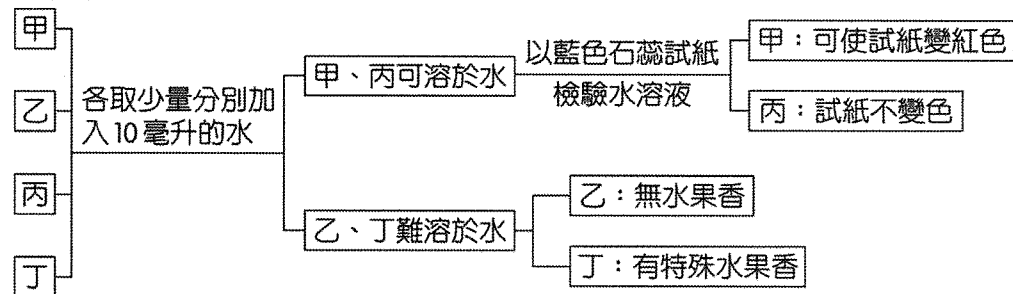 甲
乙
丙
丁
各取少量分別加
入10毫升的水
甲、丙可溶於水
乙、丁難溶於水
以藍色石蕊試紙
檢驗水溶液
甲：可使試紙變紅色
丙：試紙不變色
乙：無水果香
丁：有特殊水果香